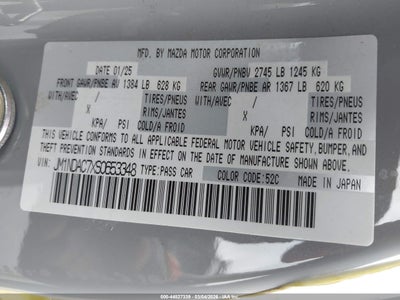 MFD. BY MAZDA MOTOR CORPORATION
DATE 01/25 GVWR/PNBV 2745 LB 1245 KG
FRONT GAWR/PNBE AV 1384 LB 628 KG REAR GAWR/PNBE AR 1367 LB 620 KG
WITH/AVEC / TIRES/PNEUS WITH/AVEC / TIRES/PNEUS
X RIMS/JANTE X RIMS/JANTE
KPA/ PSI COLD/A FROID KPA/ PSI COLD/A FROID
THIS VEHICLE CONFORMS TO ALL APPLICABLE FEDERAL MOTOR VEHICLE SAFETY, BUMPER, AND
THEFT PREVENTION STANDARDS IN EFFECT ON THE DATE OF MANUFACTURE SHOWN ABOVE.
VIN: JM1NDAC7XS0653348 TYPE:PASS CAR COLOR CODE:52C MADE IN JAPAN